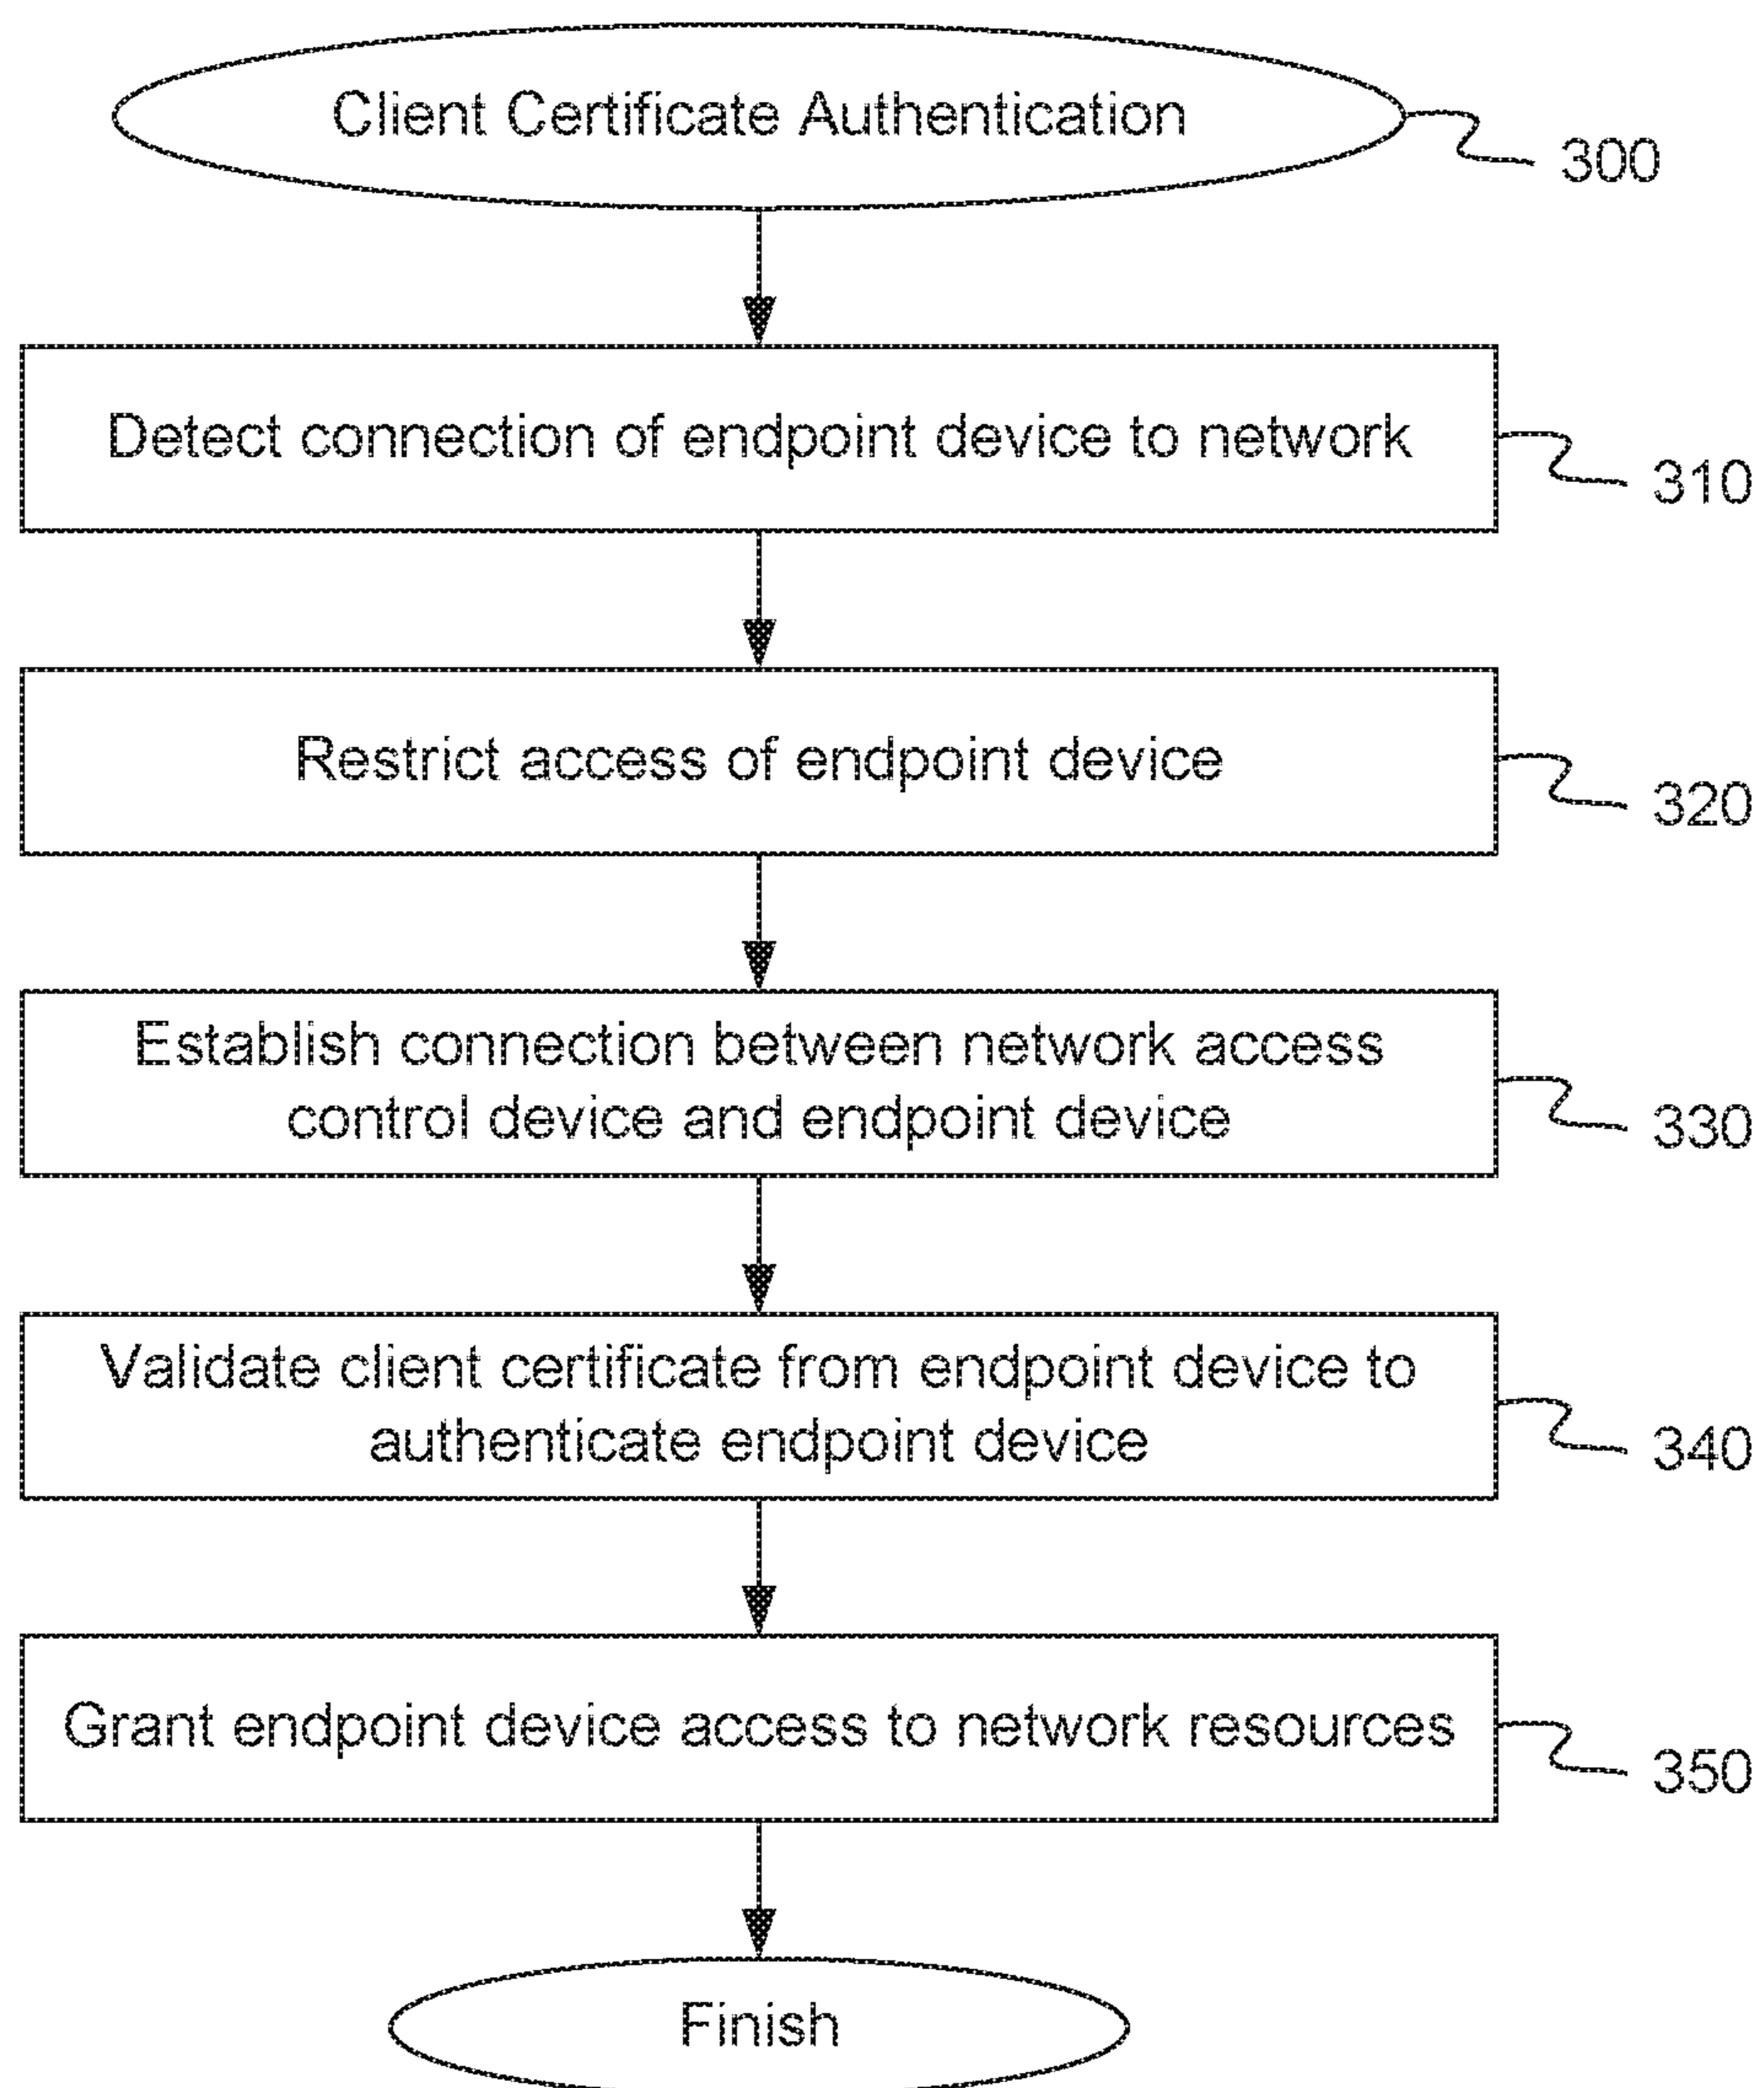 Client Certificate Authentication
300
Detect connection of endpoint device to network
310
Restrict access of endpoint device
320
Establish connection between network access
control device and endpoint device
330
Validate client certificate from endpoint device to
authenticate endpoint device
340
Grant endpoint device access to network resources
350
Finish